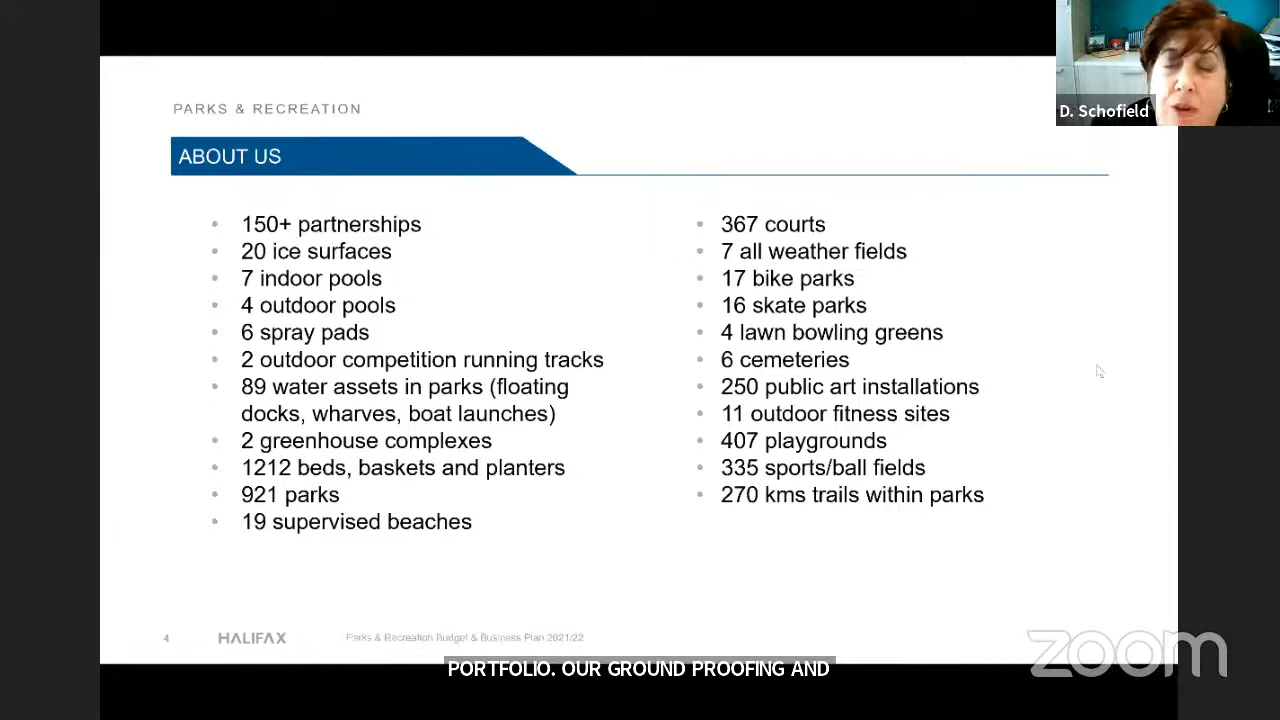 PARKS & RECREATION
D. Schofield
ABOUT US
150+ partnerships
20 ice surfaces
7 indoor pools
4 outdoor pools
6 spray pads
2 outdoor competition running tracks
89 water assets in parks (floating
docks, wharves, boat launches)
2 greenhouse complexes
1212 beds, baskets and planters
921 parks
19 supervised beaches
367 courts
7 all weather fields
17 bike parks
16 skate parks
4 lawn bowling greens
6 cemeteries
250 public art installations
11 outdoor fitness sites
407 playgrounds
335 sports/ball fields
270 kms trails within parks
4
HALIFAX
Parks & Recreation Budget & Business Plan 2021/22
zoom
PORTFOLIO. OUR GROUND PROOFING AND